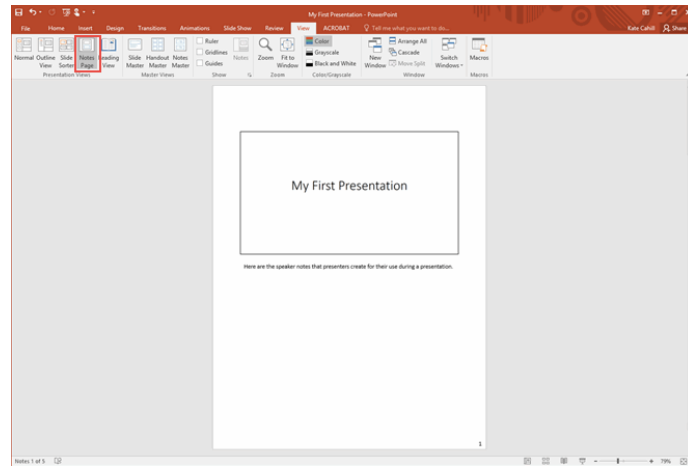 My First Presentation - PowerPoint
File Home Insert Design Transitions Animations Slide Show Review View ACROBAT Tell me what you want to do... Kate Cahill Share
Normal Outline View Slide Sorter Notes Page Reading View
Presentation Views
Slide Master Handout Master Notes Master
Master Views
Ruler
Gridlines
Guides
Show
Notes
Zoom Fit to Window
Zoom
Color
Grayscale
Black and White
Color/Grayscale
New Window
Arrange All
Cascade
Move Split
Switch Windows
Window
Macros
Macros
My First Presentation
Here are the speaker notes that presenters create for their use during a presentation.
1
Notes 1 of 5
79%